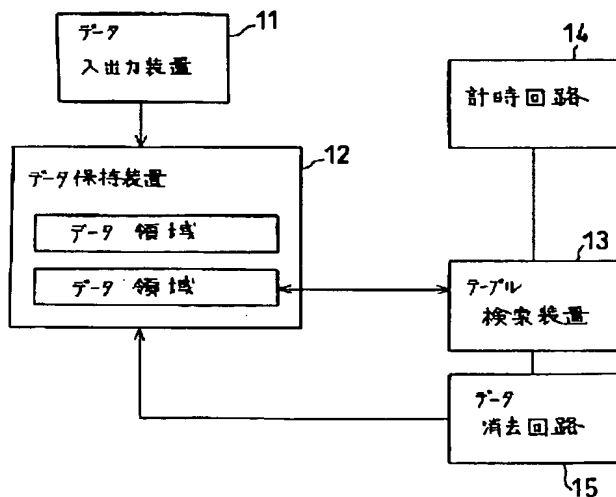 データ
入出力装置
11
データ保持装置
12
データ 領域
データ 領域
14
計時回路
13
テーブル
検索装置
データ
消去回路
15